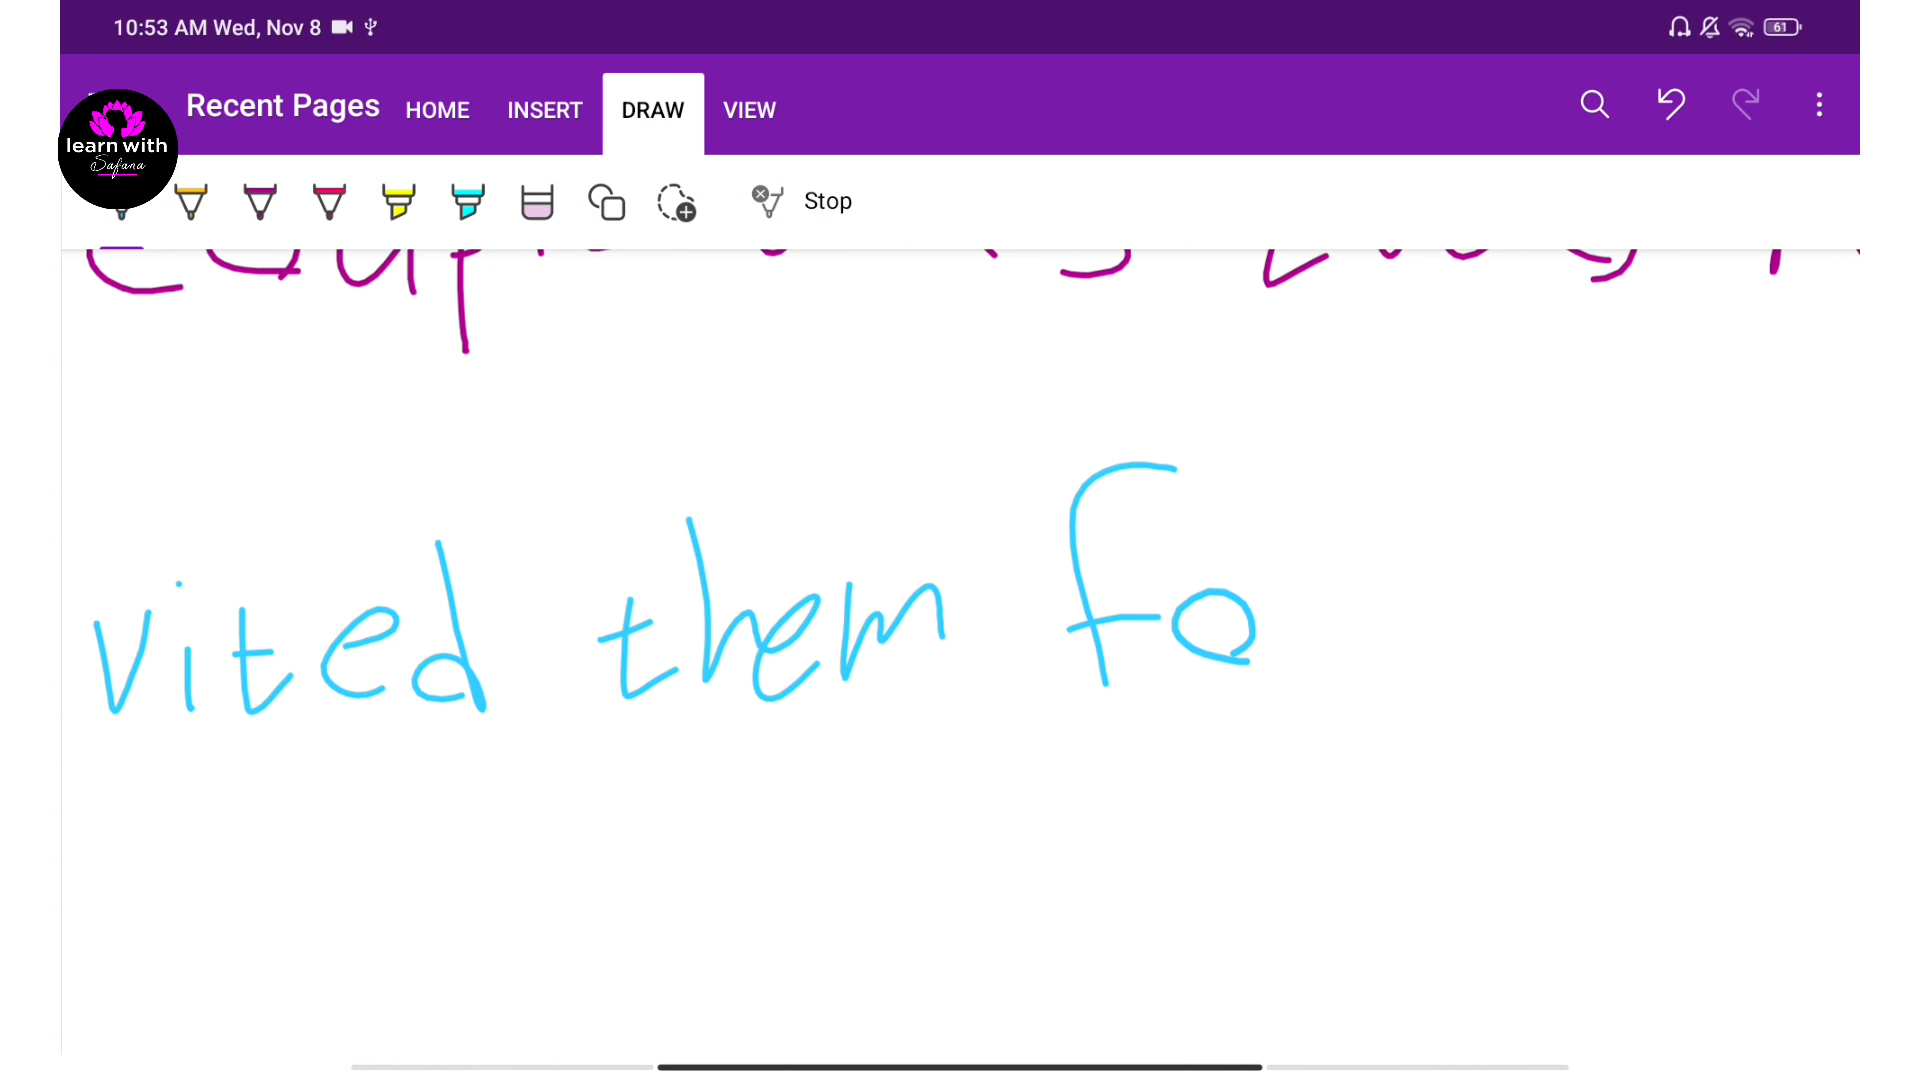 10:53 AM Wed, Nov 8 61
Recent Pages HOME INSERT DRAW VIEW
learn with
Safana
Stop
vited them fo